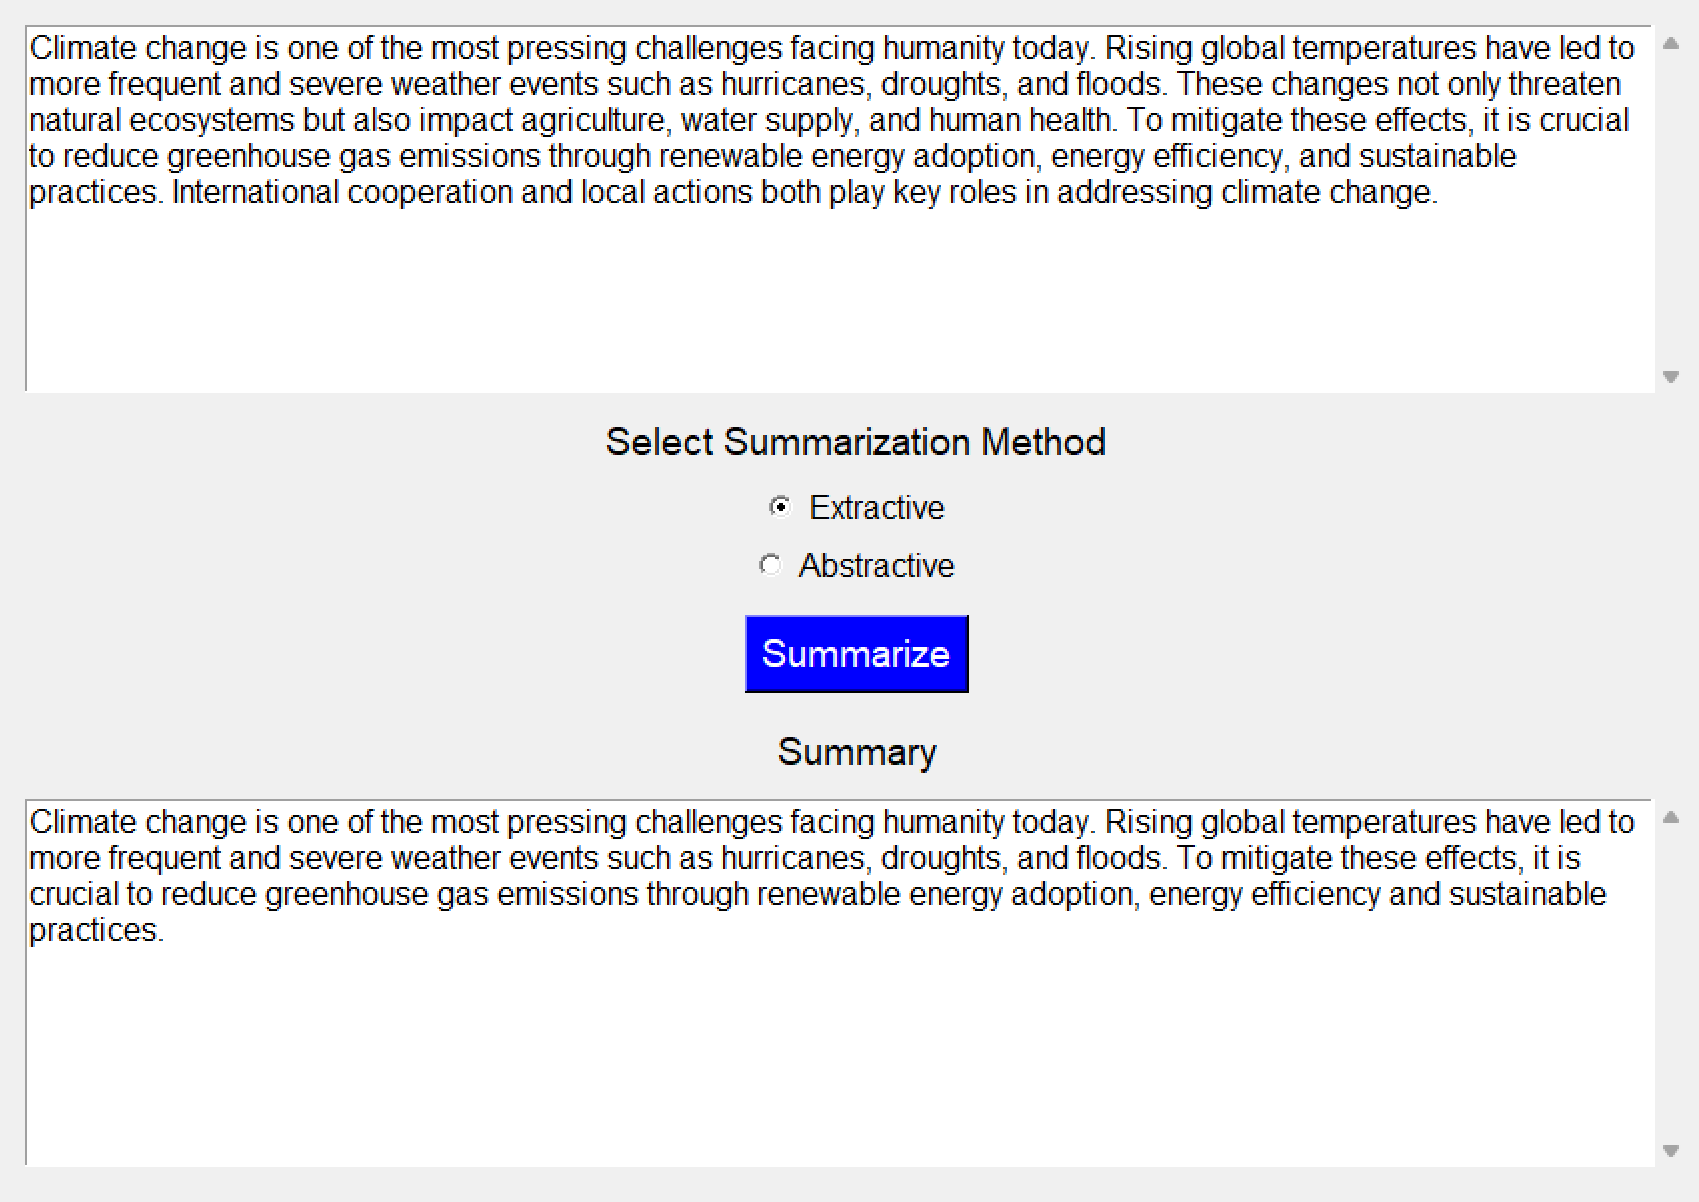 Climate change is one of the most pressing challenges facing humanity today. Rising global temperatures have led to
more frequent and severe weather events such as hurricanes, droughts, and floods. These changes not only threaten
natural ecosystems but also impact agriculture, water supply, and human health. To mitigate these effects, it is crucial
to reduce greenhouse gas emissions through renewable energy adoption, energy efficiency, and sustainable
practices. International cooperation and local actions both play key roles in addressing climate change.
Select Summarization Method
Extractive
Abstractive
Summarize
Summary
Climate change is one of the most pressing challenges facing humanity today. Rising global temperatures have led to
more frequent and severe weather events such as hurricanes, droughts, and floods. To mitigate these effects, it is
crucial to reduce greenhouse gas emissions through renewable energy adoption, energy efficiency and sustainable
practices.